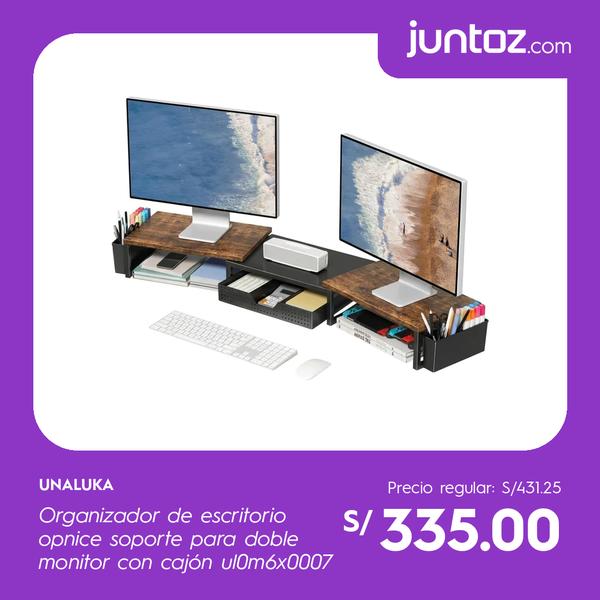 juntoz.com
UNALUKA
Organizador de escritorio
opnice soporte para doble
monitor con cajón ul0m6x0007
Precio regular: S/431.25
S/ 335.00